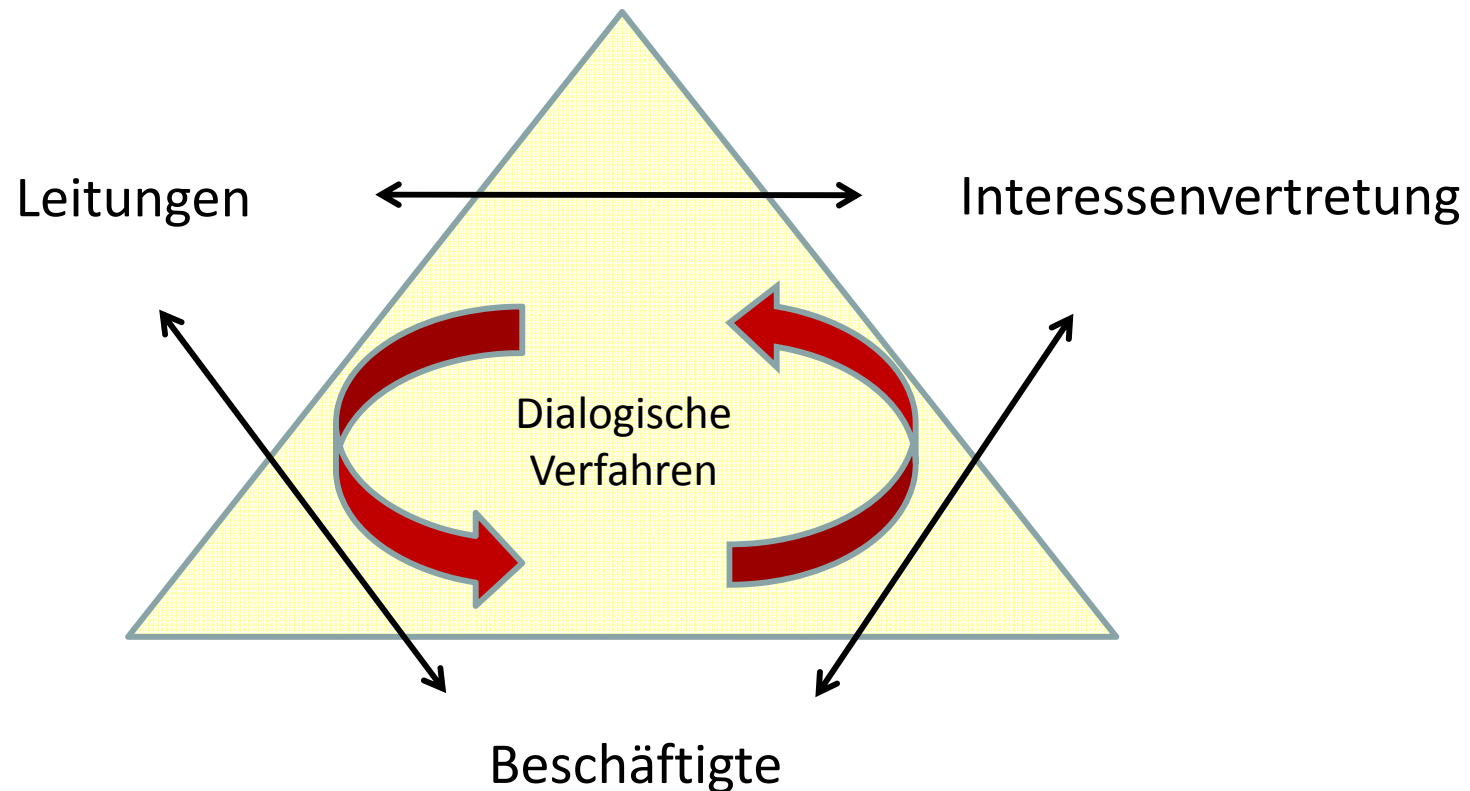 Leitungen
Interessenvertretung
Dialogische
Verfahren
Beschäftigte